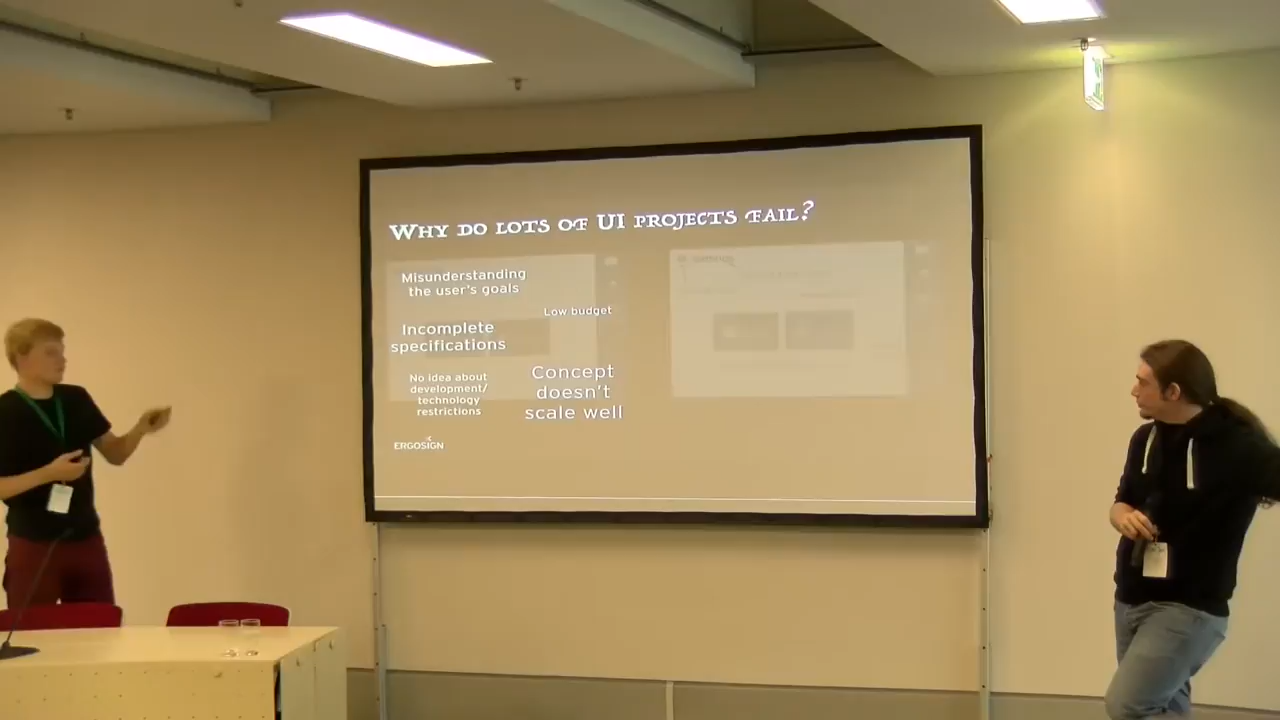 Why do lots of UI projects fail?
Misunderstanding
the user's goals
Low budget
Incomplete
specifications
No idea about
development/
technology
restrictions
Concept
doesn't
scale well
ERGOSIGN